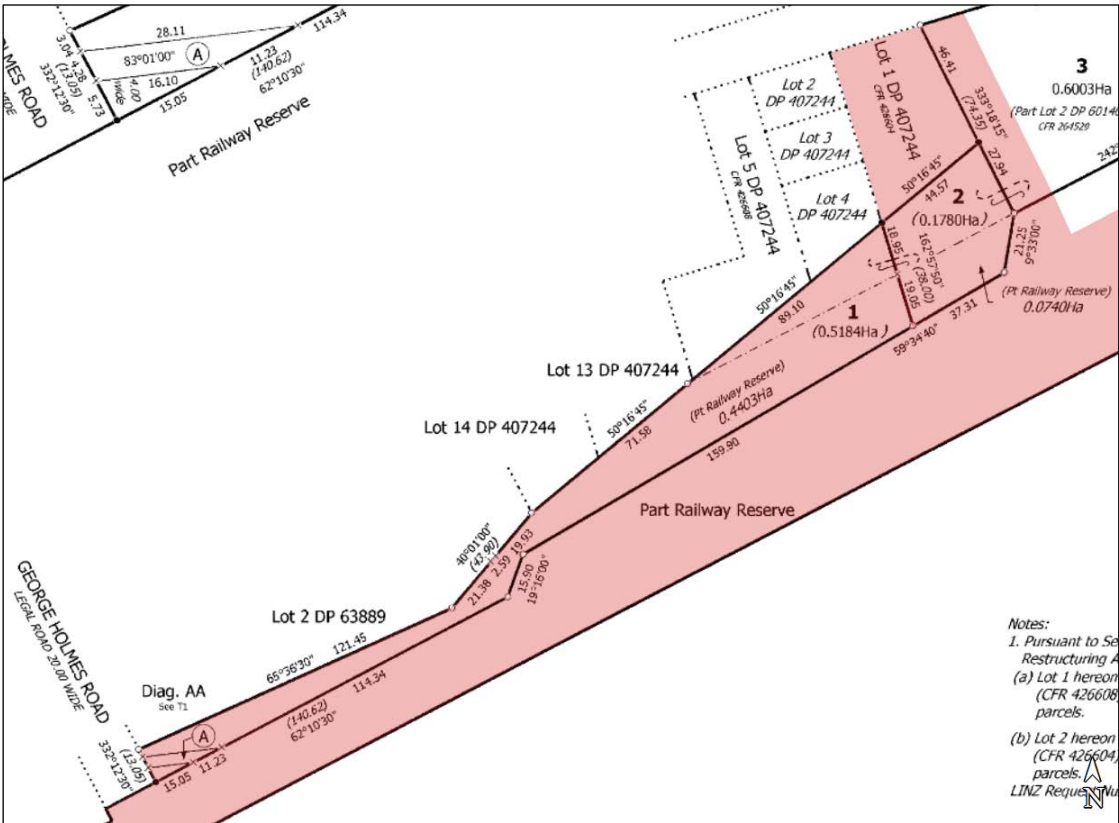 3.04
4.28
(13.05)
5.73
332°12'30"
28.11
83°01'00"
A
4.00
wide
16.10
15.05
11.23
(140.62)
62°10'30"
114.34
MES ROAD
WIDE
Part Railway Reserve
Lot 2
DP 407244
Lot 3
DP 407244
Lot 4
DP 407244
Lot 5 DP 407244
CFR 426608
Lot 1 DP 407244
CFR 426604
46.41
333°18'15"
(74.35)
27.94
3
0.6003Ha
(Part Lot 2 DP 6014
CFR 264529
242°
50°16'45"
44.57
2
(0.1780Ha)
18.95
162°57'50"
(38.00)
19.05
21.25
9°33'00"
(Pt Railway Reserve)
0.0740Ha
37.31
59°34'40"
1
(0.5184Ha)
50°16'45"
89.10
Lot 13 DP 407244
(Pt Railway Reserve)
0.4403Ha
159.90
50°16'45"
71.58
Lot 14 DP 407244
Part Railway Reserve
40°01'00"
(43.90)
19.93
2.59
21.38
15.90
19°16'00"
Lot 2 DP 63889
65°36'30"
121.45
114.34
(140.62)
62°10'30"
GEORGE HOLMES ROAD
LEGAL ROAD 20.00 WIDE
Diag. AA
See T1
A
332°12'30"
(13.05)
15.05
11.23
Notes:
1. Pursuant to Se
Restructuring A
(a) Lot 1 hereon
(CFR 426608)
parcels.
(b) Lot 2 hereon
(CFR 426604)
parcels.
LINZ Reque
N